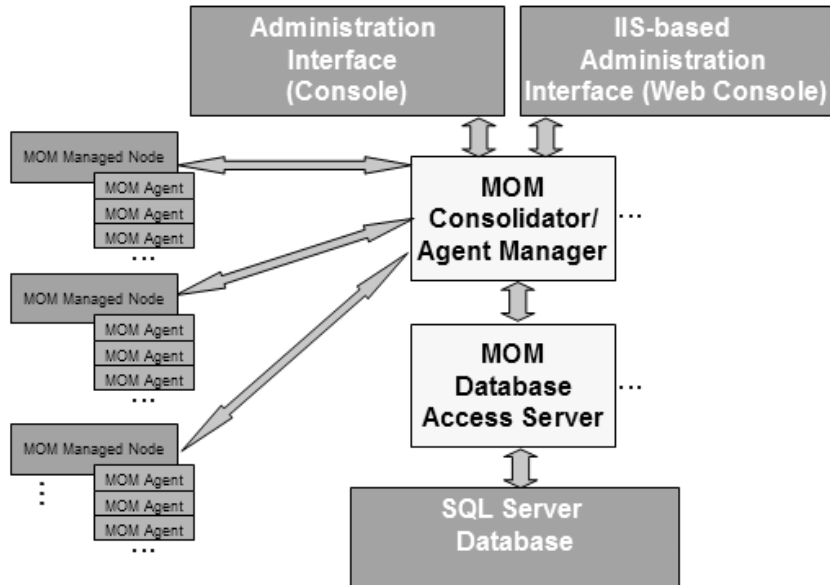 Administration
Interface
(Console)
IIS-based
Administration
Interface (Web Console)
MOM Managed Node
MOM Agent
MOM Agent
MOM Agent
...
MOM Consolidator/
Agent Manager
...
MOM Managed Node
MOM Agent
MOM Agent
MOM Agent
...
MOM
Database
Access Server
...
MOM Managed Node
...
MOM Agent
MOM Agent
MOM Agent
...
SQL Server
Database